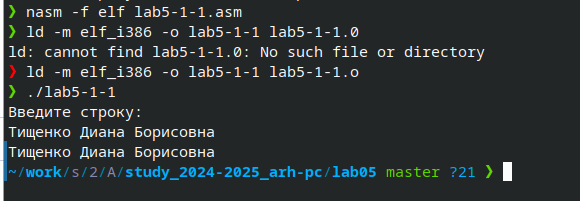 ❯ nasm -f elf lab5-1-1.asm
❯ ld -m elf_i386 -o lab5-1-1 lab5-1-1.0
ld: cannot find lab5-1-1.0: No such file or directory
❯ ld -m elf_i386 -o lab5-1-1 lab5-1-1.o
❯ ./lab5-1-1
Введите строку:
Тищенко Диана Борисовна
Тищенко Диана Борисовна
~/work/s/2/A/study_2024-2025_arh-pc/lab05 master ?21 ❯